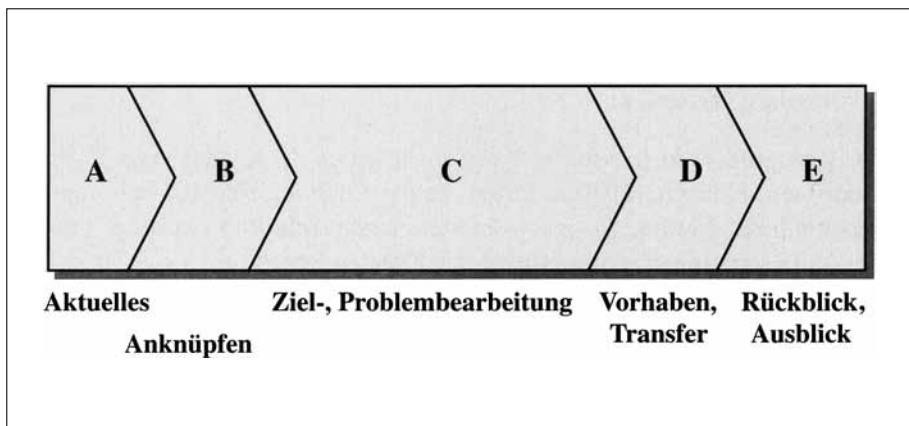 A B C D E
Aktuelles
Anknüpfen
Ziel-, Problembearbeitung
Vorhaben,
Transfer
Rückblick,
Ausblick